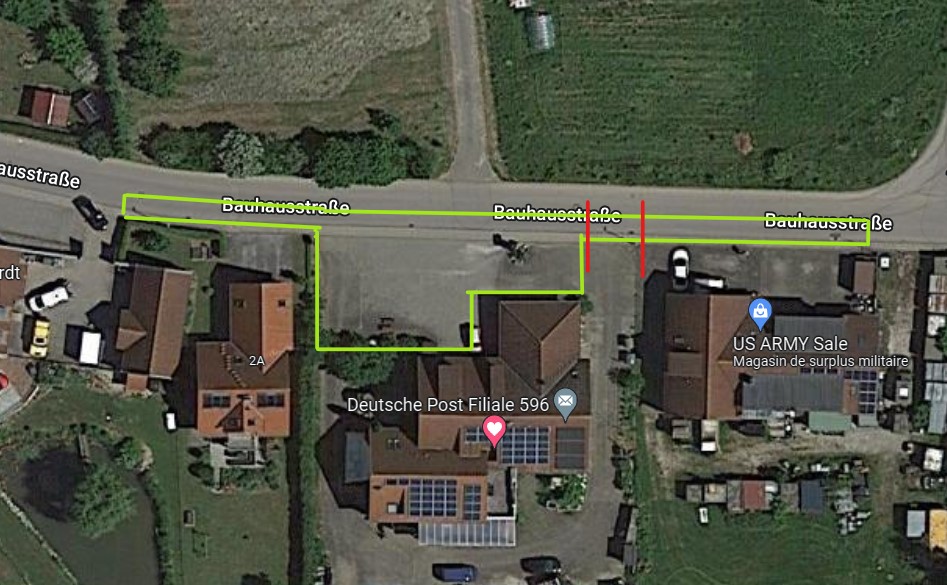 ausstraße
Bauhausstraße
Bauhausstraße
Bauhausstraße
rdt
2A
US ARMY Sale
Magasin de surplus militaire
Deutsche Post Filiale 596